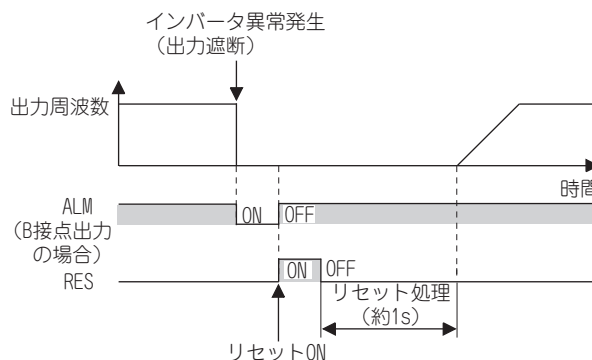 インバータ異常発生
（出力遮断）
出力周波数
時間
ALM
（B接点出力
の場合）
ON
OFF
RES
ON
OFF
リセット処理
（約1s）
リセットON